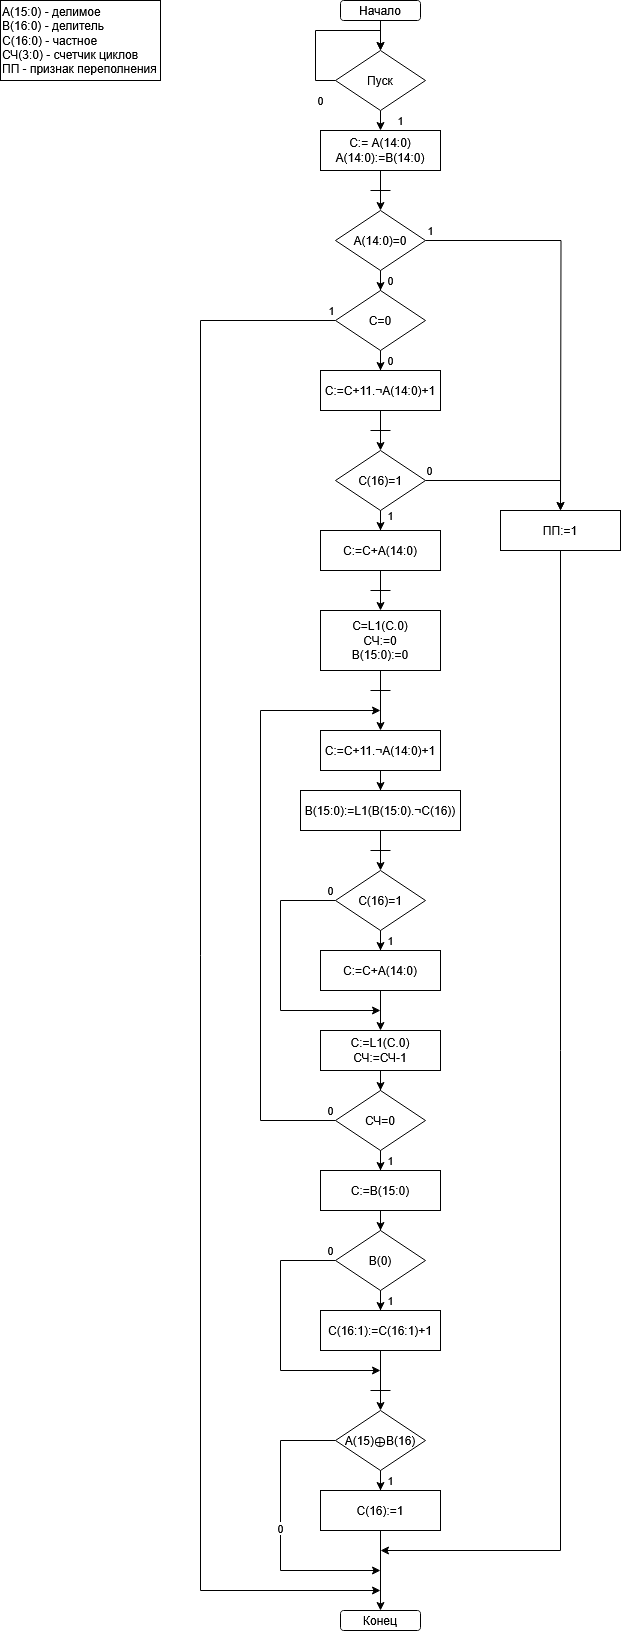 А(15:0) - делимое
В(16:0) - делитель
С(16:0) - частное
СЧ(3:0) - счетчик циклов
ПП - признак переполнения
Начало
Пуск
0
1
С:= А(14:0)
А(14:0):=В(14:0)
А(14:0)=0
1
0
С=0
1
0
С:=С+11.¬А(14:0)+1
С(16)=1
0
1
С:=С+А(14:0)
ПП:=1
С=L1(С.0)
СЧ:=0
В(15:0):=0
С:=С+11.¬А(14:0)+1
В(15:0):=L1(В(15:0).¬С(16))
С(16)=1
0
1
С:=С+А(14:0)
С:=L1(С.0)
СЧ:=СЧ-1
СЧ=0
0
1
С:=В(15:0)
В(0)
0
1
С(16:1):=С(16:1)+1
А(15)⊕В(16)
1
С(16):=1
0
Конец